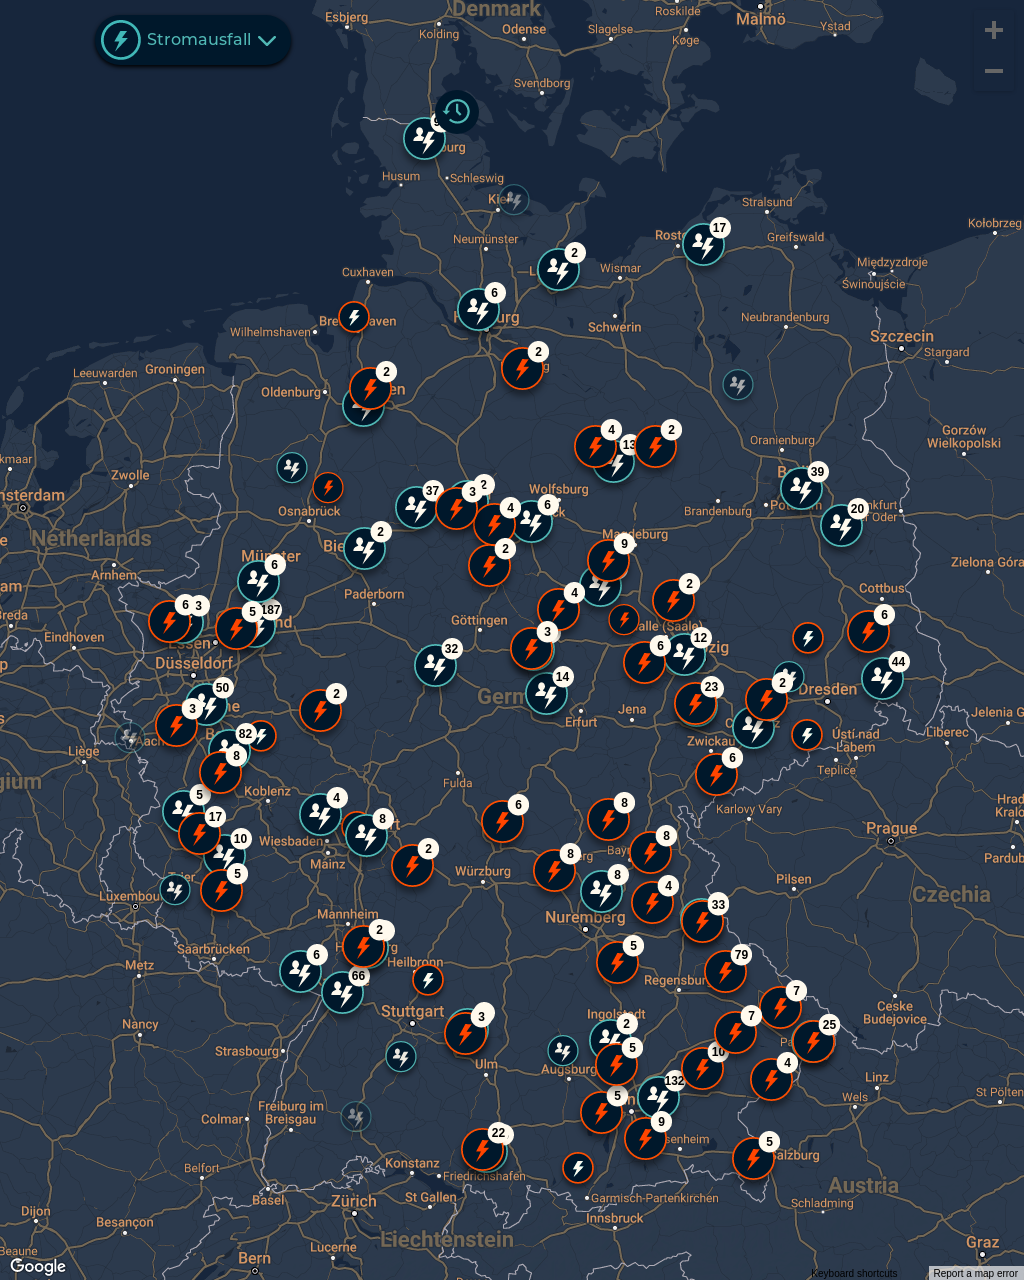 Denmark
Esbjerg
Kolding
Odense
Slagelse
Roskilde
Køge
Malmö
Ystad
Stromausfall
Svendborg
Husum
Schleswig
Neumünster
Stralsund
Greifswald
Kołobrzeg
17
2
Wismar
Międzyzdroje
Świnoujście
Cuxhaven
6
Wilhelmshaven
Schwerin
Neubrandenburg
Szczecin
Stargard
Leeuwarden
Groningen
Oldenburg
2
2
Gorzów
Wielkopolski
Oranienburg
4
13
2
Zwolle
39
20
37
2
3
4
6
Wolfsburg
Osnabrück
Brandenburg
Netherlands
2
2
9
Magdeburg
Münster
6
Arnhem
Zielona Góra
Paderborn
Cottbus
6
3
5
187
4
2
6
Göttingen
Eindhoven
Essen
Düsseldorf
32
3
6
12
44
14
50
3
2
23
2
Dresden
Erfurt
Jena
Jelenia Góra
Liberec
82
8
Liège
Zwickau
Ústí nad
Labem
Teplice
6
Fulda
Koblenz
5
17
10
5
4
8
2
6
8
8
8
8
4
33
Karlovy Vary
Prague
Wiesbaden
Mainz
Würzburg
Pilsen
Czechia
Trier
Luxembourg
Nuremberg
Mannheim
2
Saarbrücken
Metz
6
66
Heilbronn
5
79
Regensburg
7
7
25
Ceske
Budejovice
Nancy
Stuttgart
3
Ingolstadt
2
5
10
4
Strasbourg
Ulm
Augsburg
Linz
Wels
132
5
9
Colmar
Freiburg im
Breisgau
22
5
Salzburg
Belfort
Konstanz
Friedrichshafen
Basel
Zürich
St Gallen
Garmisch-Partenkirchen
Innsbruck
Austria
Schladming
Dijon
Besançon
Lucerne
Liechtenstein
Bern
Graz
Google
Keyboard shortcuts
Report a map error